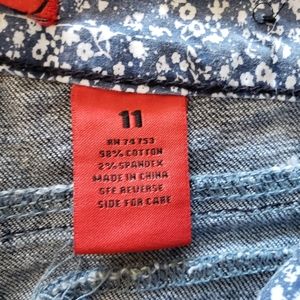 11
RN 74753
98% COTTON
2% SPANDEX
MADE IN CHINA
SEE REVERSE
SIDE FOR CARE